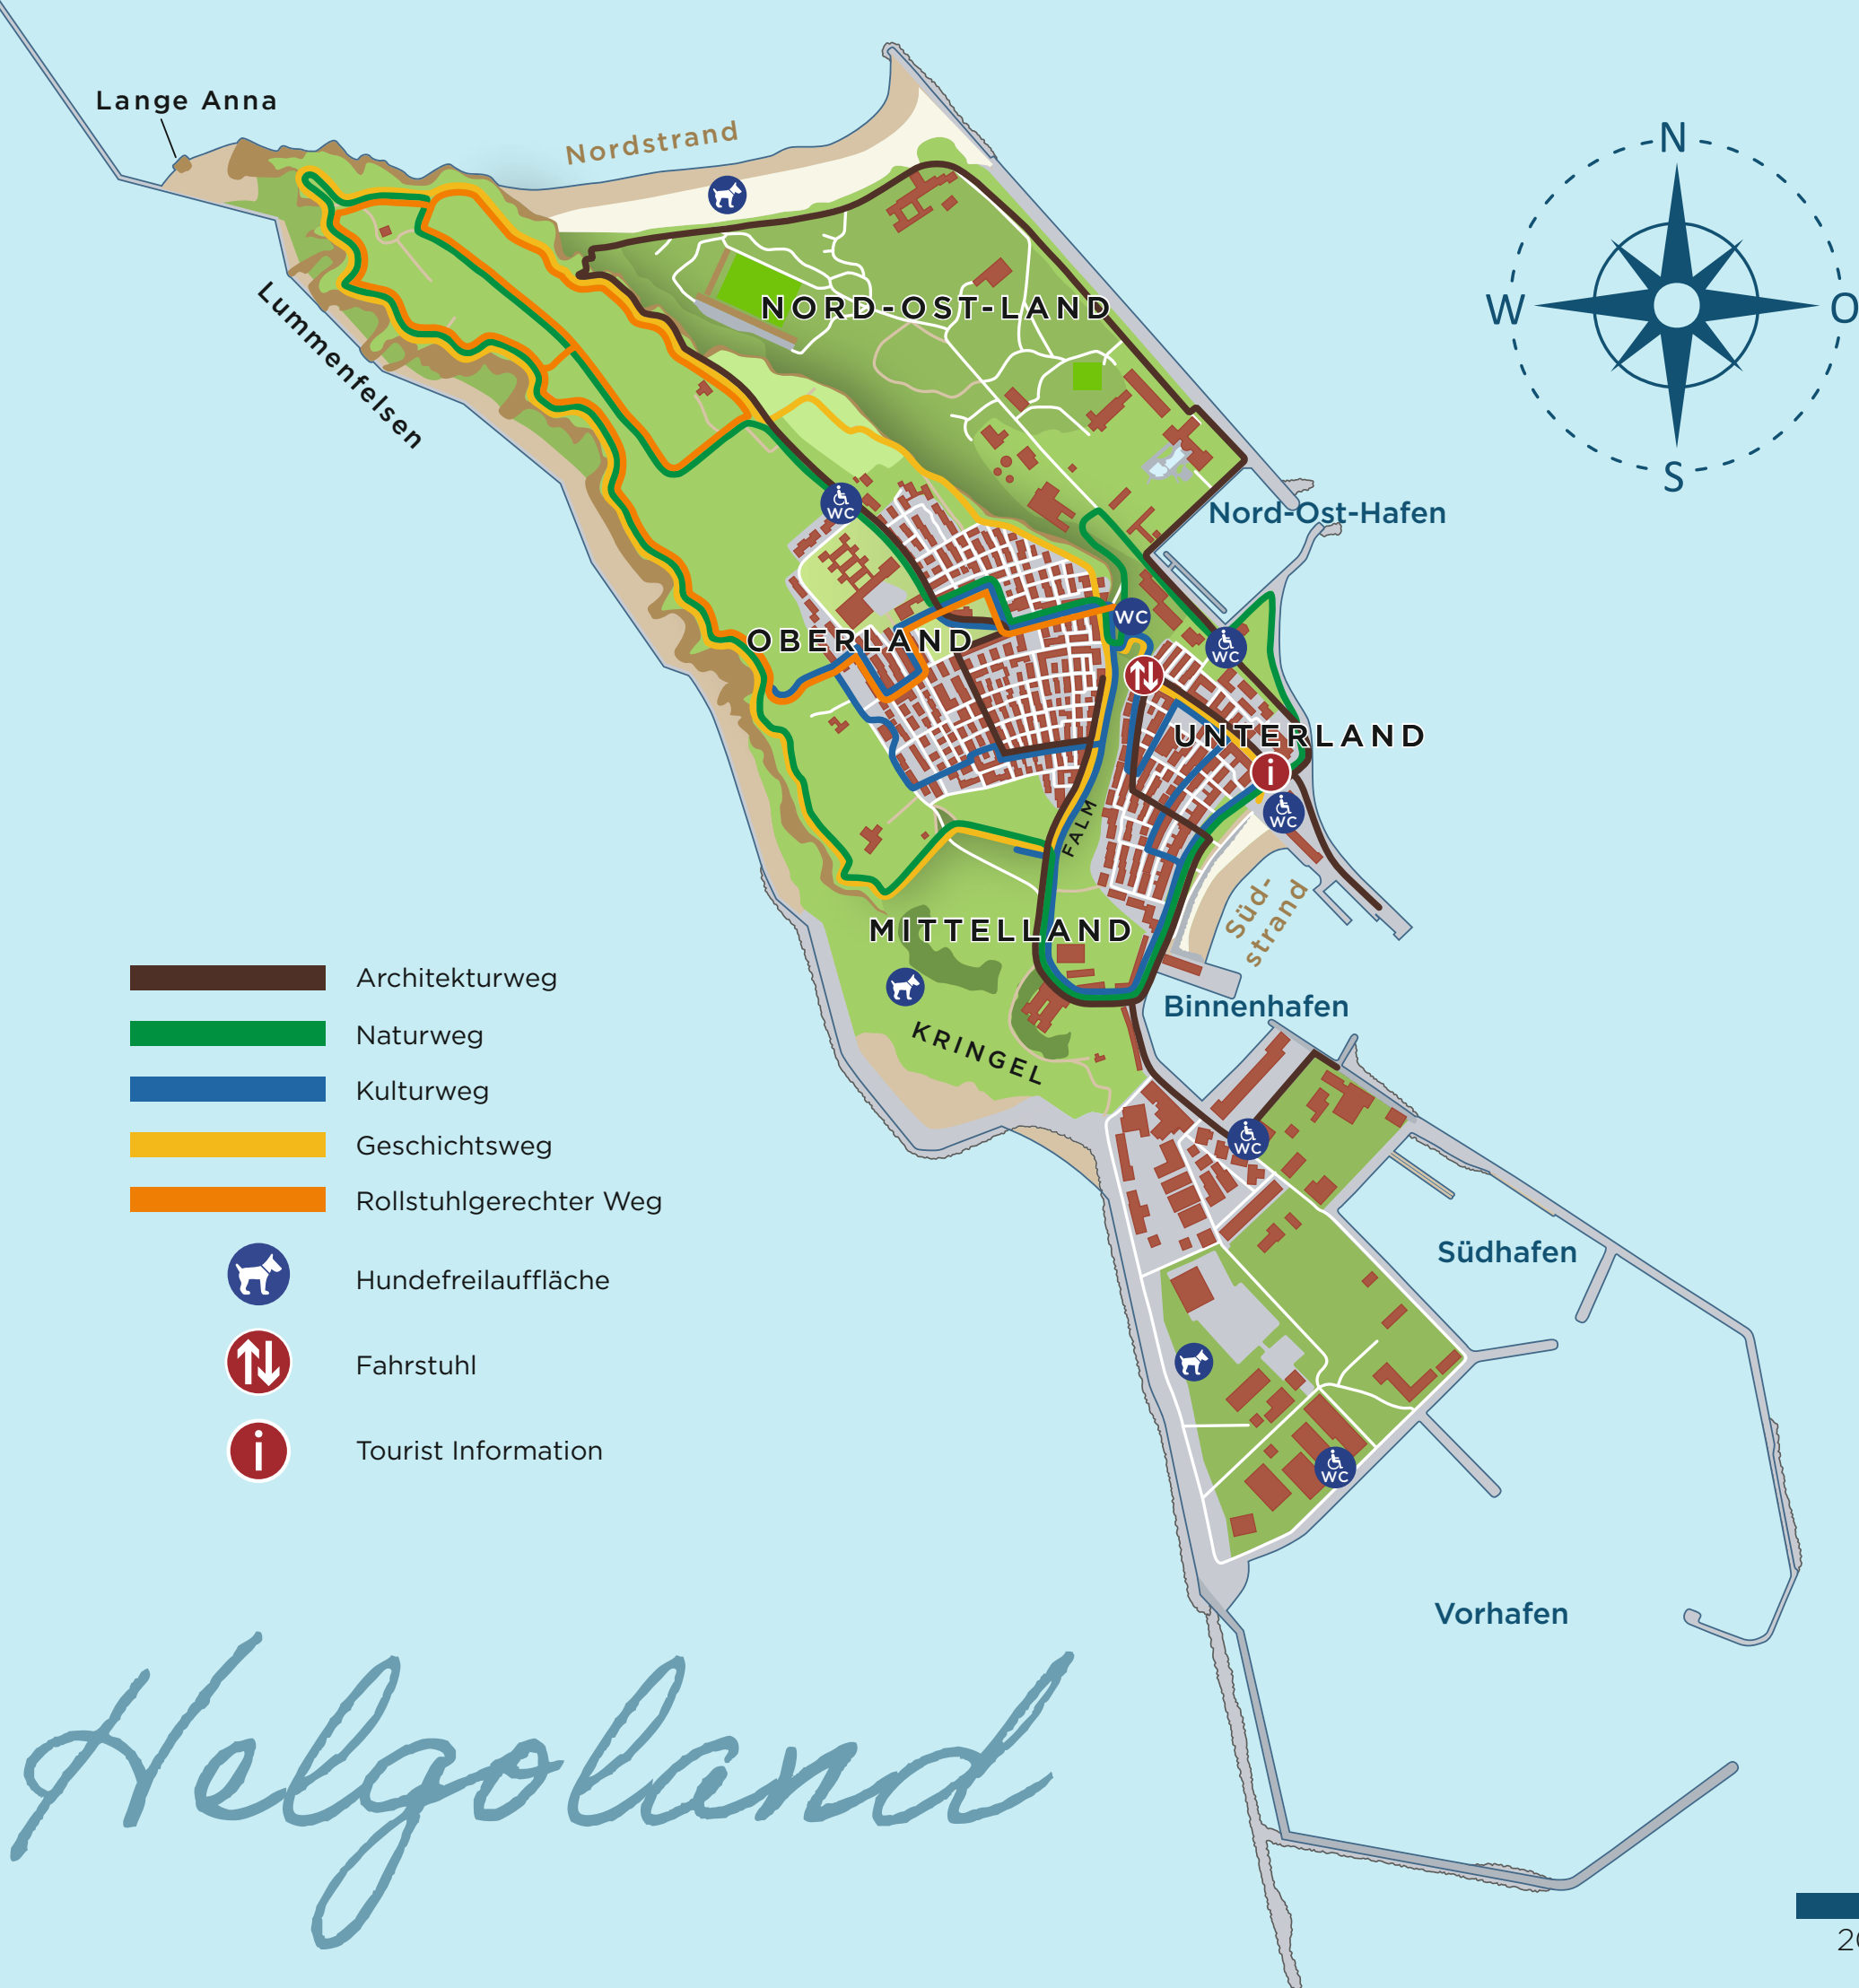 Lange Anna
Nordstrand
N
W
O
S
Lummenfelsen
NORD-OST-LAND
Nord-Ost-Hafen
WC
WC
WC
OBERLAND
UNTERLAND
i
WC
FALM
Süd-
strand
MITTELLAND
Binnenhafen
KRINGEL
WC
Südhafen
WC
Vorhafen
Architekturweg
Naturweg
Kulturweg
Geschichtsweg
Rollstuhlgerechter Weg
Hundefreilauffläche
Fahrstuhl
i
Tourist Information
Helgoland